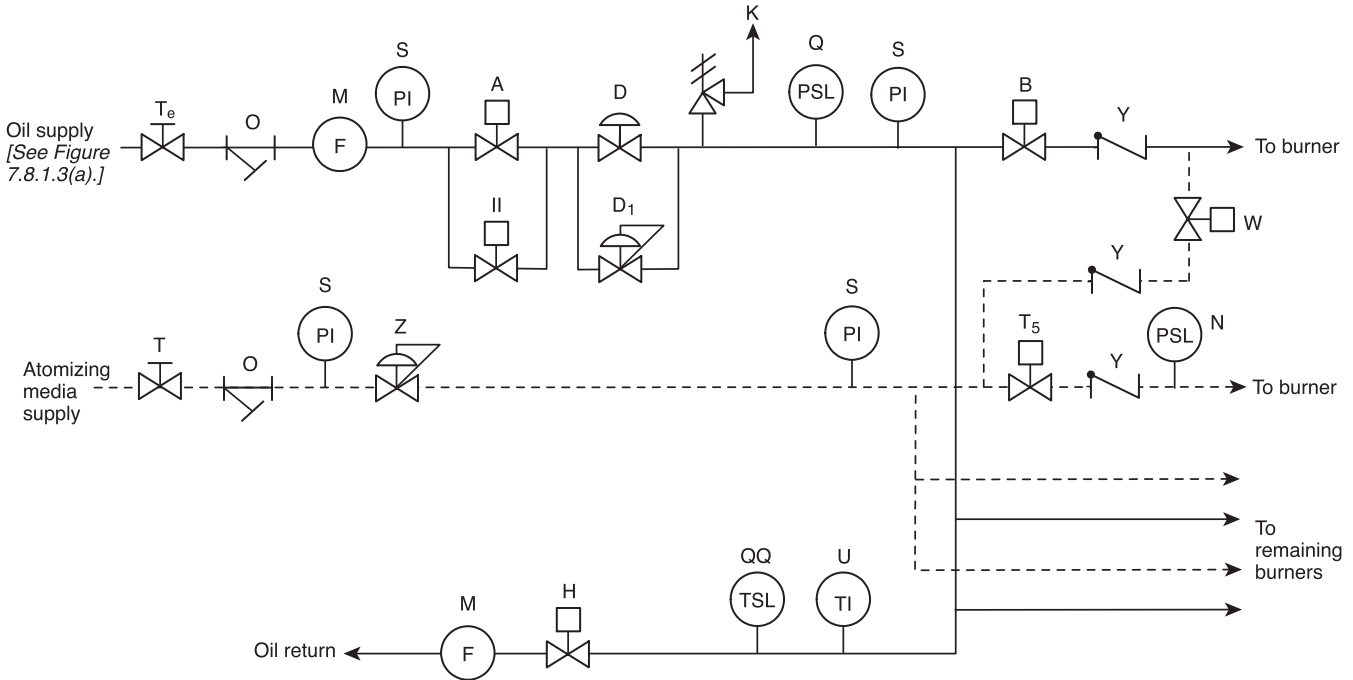 K
S
Q
S
M
A
D
B
Tₑ
O
PI
PSL
PI
Y
Oil supply
[See Figure
7.8.1.3(a).]
F
To burner
II
D₁
W
Y
S
S
T₅
N
T
O
PI
Z
PI
PSL
Y
Atomizing
media
supply
To burner
To
remaining
burners
QQ
U
M
H
TSL
TI
Oil return
F